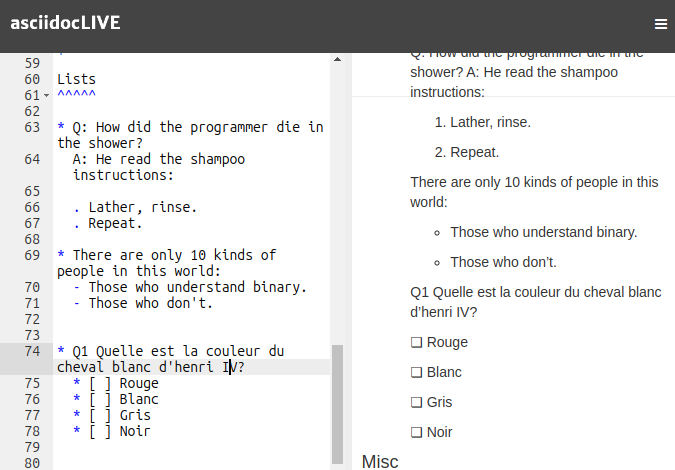 asciidocLIVE
59
60 Lists
61 ^^^^^
62
63 * Q: How did the programmer die in
the shower?
64 A: He read the shampoo
instructions:
65
66 . Lather, rinse.
67 . Repeat.
68
69 * There are only 10 kinds of
people in this world:
70 - Those who understand binary.
71 - Those who don't.
72
73
74 * Q1 Quelle est la couleur du
cheval blanc d'henri IV?
75 * [ ] Rouge
76 * [ ] Blanc
77 * [ ] Gris
78 * [ ] Noir
79
80
Q: How did the programmer die in the
shower? A: He read the shampoo
instructions:
1. Lather, rinse.
2. Repeat.
There are only 10 kinds of people in this
world:
Those who understand binary.
Those who don’t.
Q1 Quelle est la couleur du cheval blanc
d’henri IV?
❏ Rouge
❏ Blanc
❏ Gris
❏ Noir
Misc